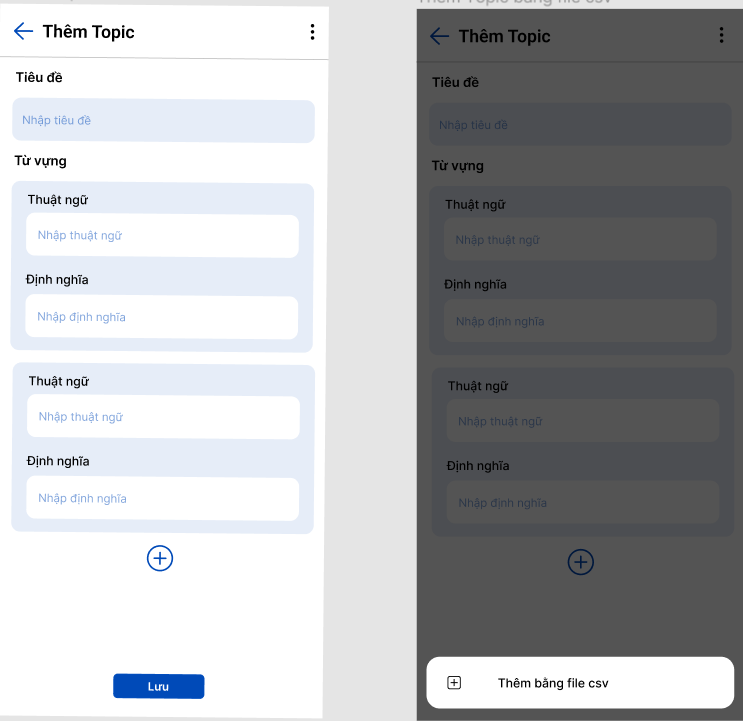 Thêm Topic
Tiêu đề
Nhập tiêu đề
Từ vựng
Thuật ngữ
Nhập thuật ngữ
Định nghĩa
Nhập định nghĩa
Thuật ngữ
Nhập thuật ngữ
Định nghĩa
Nhập định nghĩa
Lưu
Thêm Topic bằng file csv
Thêm Topic
Tiêu đề
Nhập tiêu đề
Từ vựng
Thuật ngữ
Nhập thuật ngữ
Định nghĩa
Nhập định nghĩa
Thuật ngữ
Nhập thuật ngữ
Định nghĩa
Nhập định nghĩa
Thêm bằng file csv